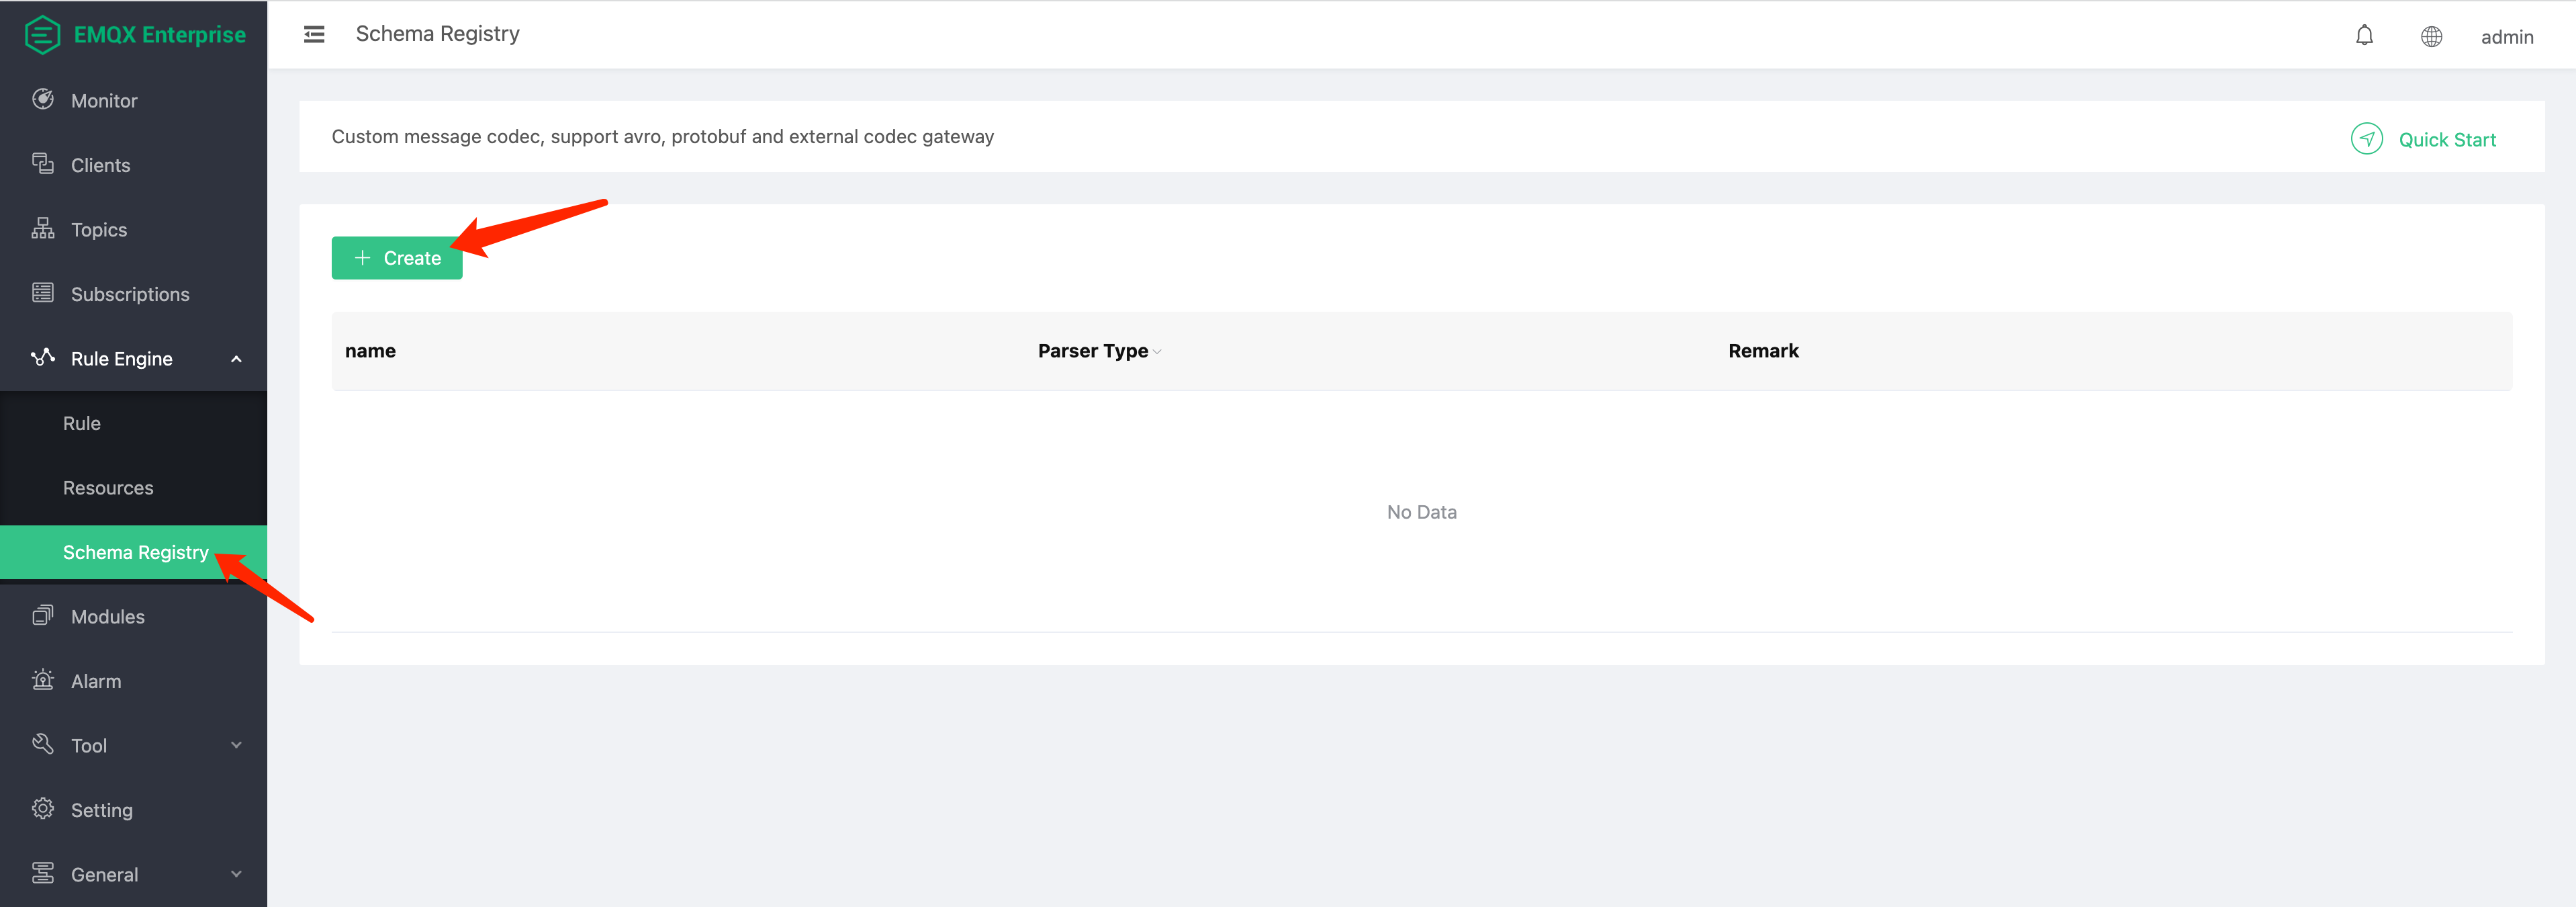 EMQX Enterprise
Schema Registry
admin
Monitor
Clients
Topics
Subscriptions
Rule Engine
Rule
Resources
Schema Registry
Modules
Alarm
Tool
Setting
General
Custom message codec, support avro, protobuf and external codec gateway
Quick Start
+ Create
name Parser Type Remark
No Data